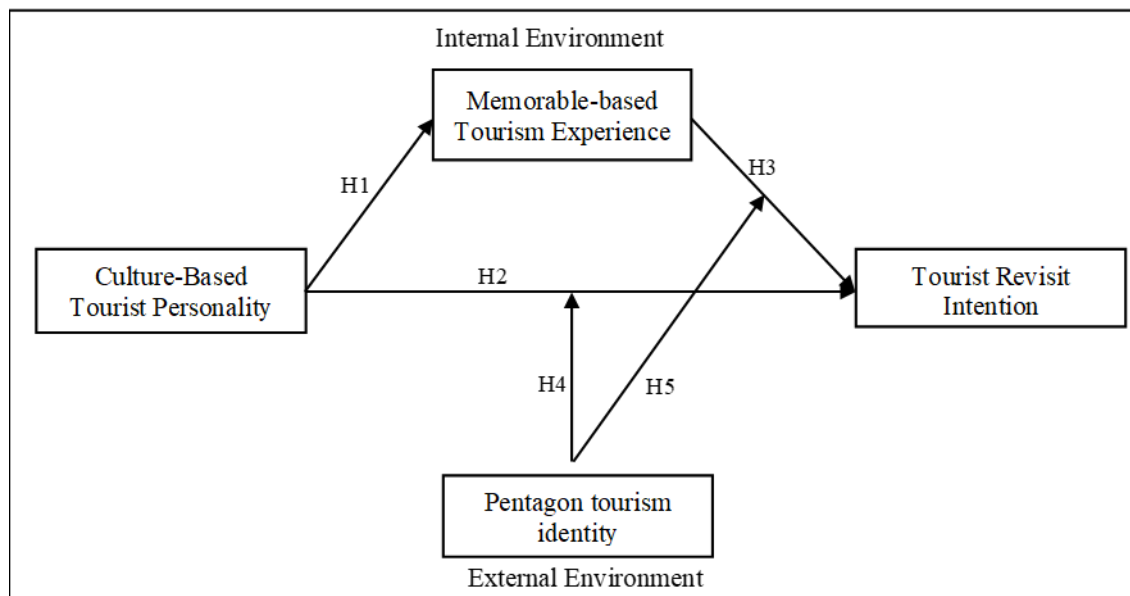 Internal Environment
Memorable-based
Tourism Experience
H1
H3
Culture-Based
Tourist Personality
H2
Tourist Revisit
Intention
H4
H5
Pentagon tourism
identity
External Environment